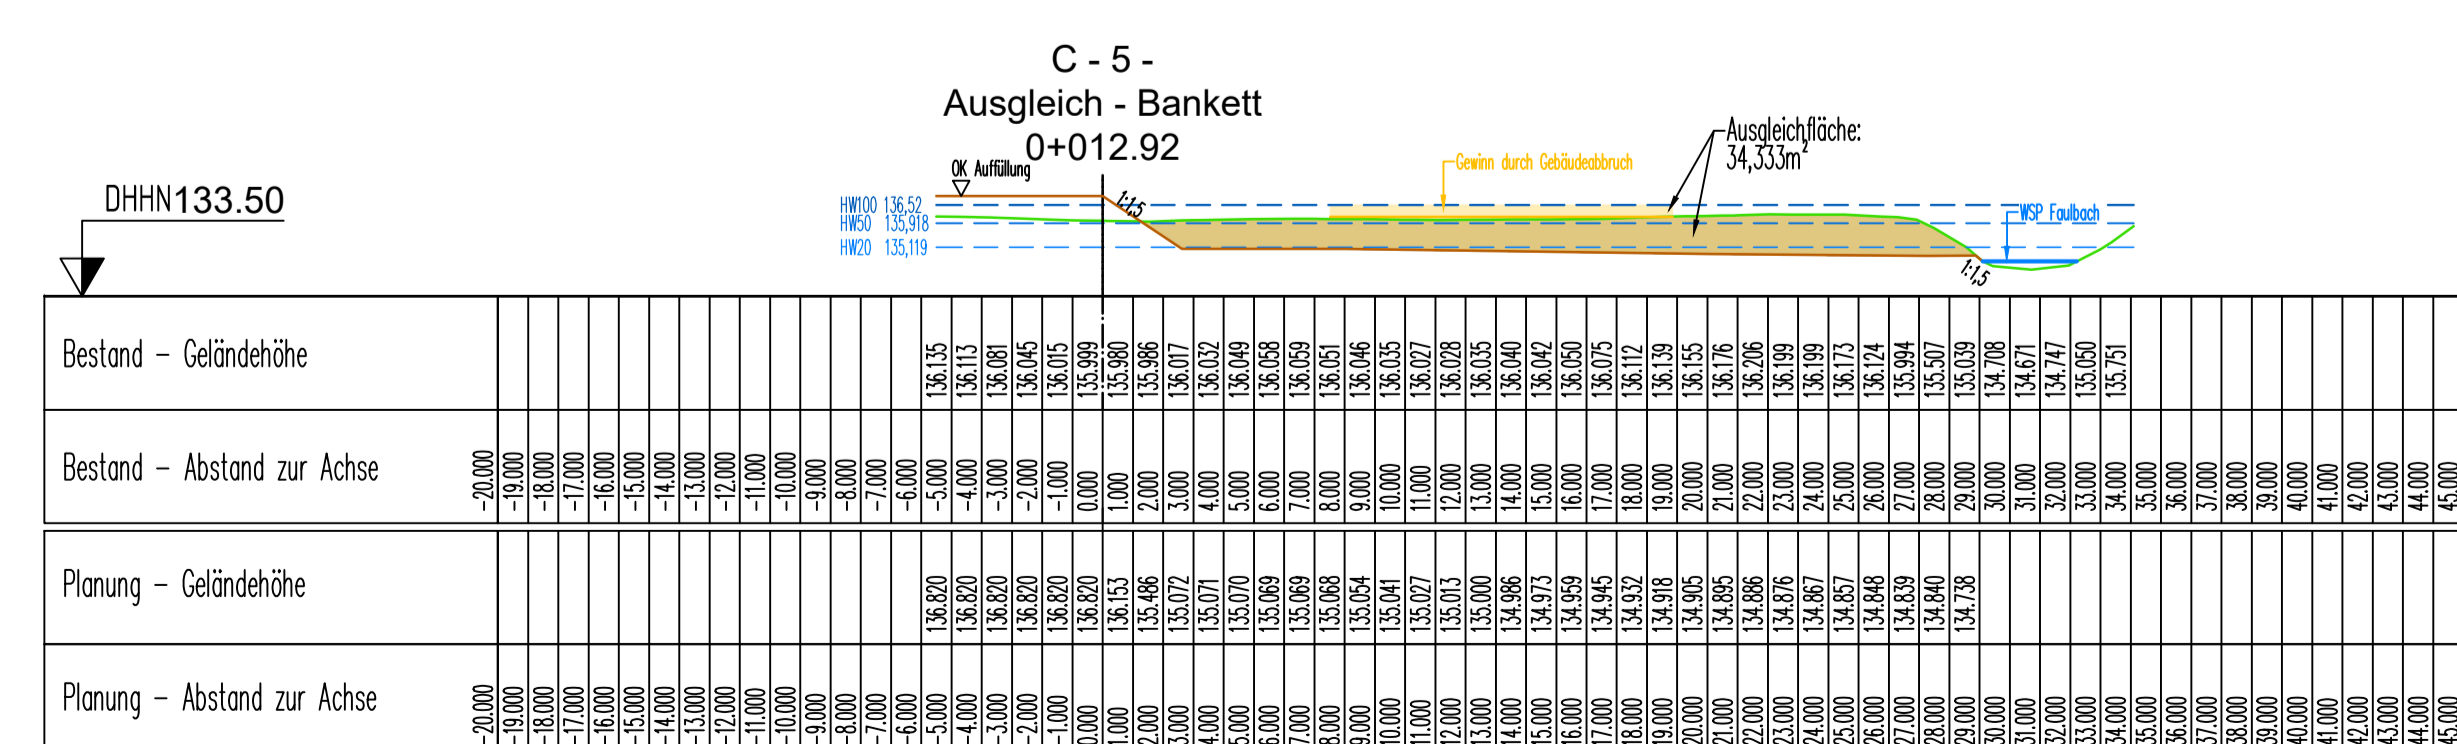 C - 5 -
Ausgleich - Bankett
0+012.92
OK Auffüllung
1:1,5
Gewinn durch Gebäudeabbruch
Ausgleichfläche:
34,333m²
DHHN133.50
HW100 136,52
HW50 135,918
HW20 135,119
WSP Faulbach
1:1,5
Bestand - Geländehöhe 136.135 136.113 136.081 136.045 136.015 135.999 135.980 135.986 136.017 136.032 136.049 136.058 136.059 136.051 136.046 136.035 136.027 136.028 136.035 136.040 136.042 136.050 136.075 136.112 136.139 136.155 136.176 136.206 136.199 136.199 136.173 136.124 135.994 135.507 135.039 134.708 134.671 134.747 135.050 135.751
Bestand - Abstand zur Achse -20.000 -19.000 -18.000 -17.000 -16.000 -15.000 -14.000 -13.000 -12.000 -11.000 -10.000 -9.000 -8.000 -7.000 -6.000 -5.000 -4.000 -3.000 -2.000 -1.000 0.000 1.000 2.000 3.000 4.000 5.000 6.000 7.000 8.000 9.000 10.000 11.000 12.000 13.000 14.000 15.000 16.000 17.000 18.000 19.000 20.000 21.000 22.000 23.000 24.000 25.000 26.000 27.000 28.000 29.000 30.000 31.000 32.000 33.000 34.000 35.000 36.000 37.000 38.000 39.000 40.000 41.000 42.000 43.000 44.000 45.000
Planung - Geländehöhe 136.820 136.820 136.820 136.820 136.820 136.820 136.153 135.486 135.072 135.071 135.070 135.069 135.069 135.068 135.054 135.041 135.027 135.013 135.000 134.986 134.973 134.959 134.945 134.932 134.918 134.905 134.895 134.886 134.876 134.867 134.857 134.848 134.839 134.840 134.738
Planung - Abstand zur Achse -20.000 -19.000 -18.000 -17.000 -16.000 -15.000 -14.000 -13.000 -12.000 -11.000 -10.000 -9.000 -8.000 -7.000 -6.000 -5.000 -4.000 -3.000 -2.000 -1.000 0.000 1.000 2.000 3.000 4.000 5.000 6.000 7.000 8.000 9.000 10.000 11.000 12.000 13.000 14.000 15.000 16.000 17.000 18.000 19.000 20.000 21.000 22.000 23.000 24.000 25.000 26.000 27.000 28.000 29.000 30.000 31.000 32.000 33.000 34.000 35.000 36.000 37.000 38.000 39.000 40.000 41.000 42.000 43.000 44.000 45.000